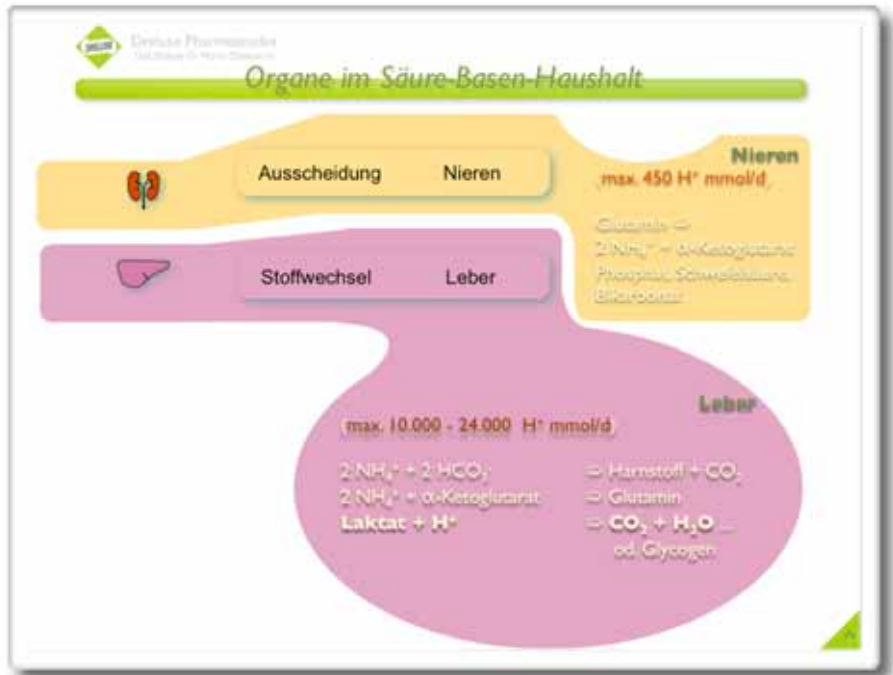 Organe im Säure-Basen-Haushalt
Ausscheidung Nieren
Nieren
max. 450 H⁺ mmol/d
Glutamin ⇨
2 NH₄⁺ + α-Ketoglutarat
Phosphat, Schwefelsäure,
Bikarbonat
Stoffwechsel Leber
Leber
max. 10.000 - 24.000 H⁺ mmol/d
2 NH₄⁺ + 2 HCO₃⁻ ⇨ Harnstoff + CO₂
2 NH₄⁺ + α-Ketoglutarat ⇨ Glutamin
Laktat + H⁺ ⇨ CO₂ + H₂O ...
od. Glycogen